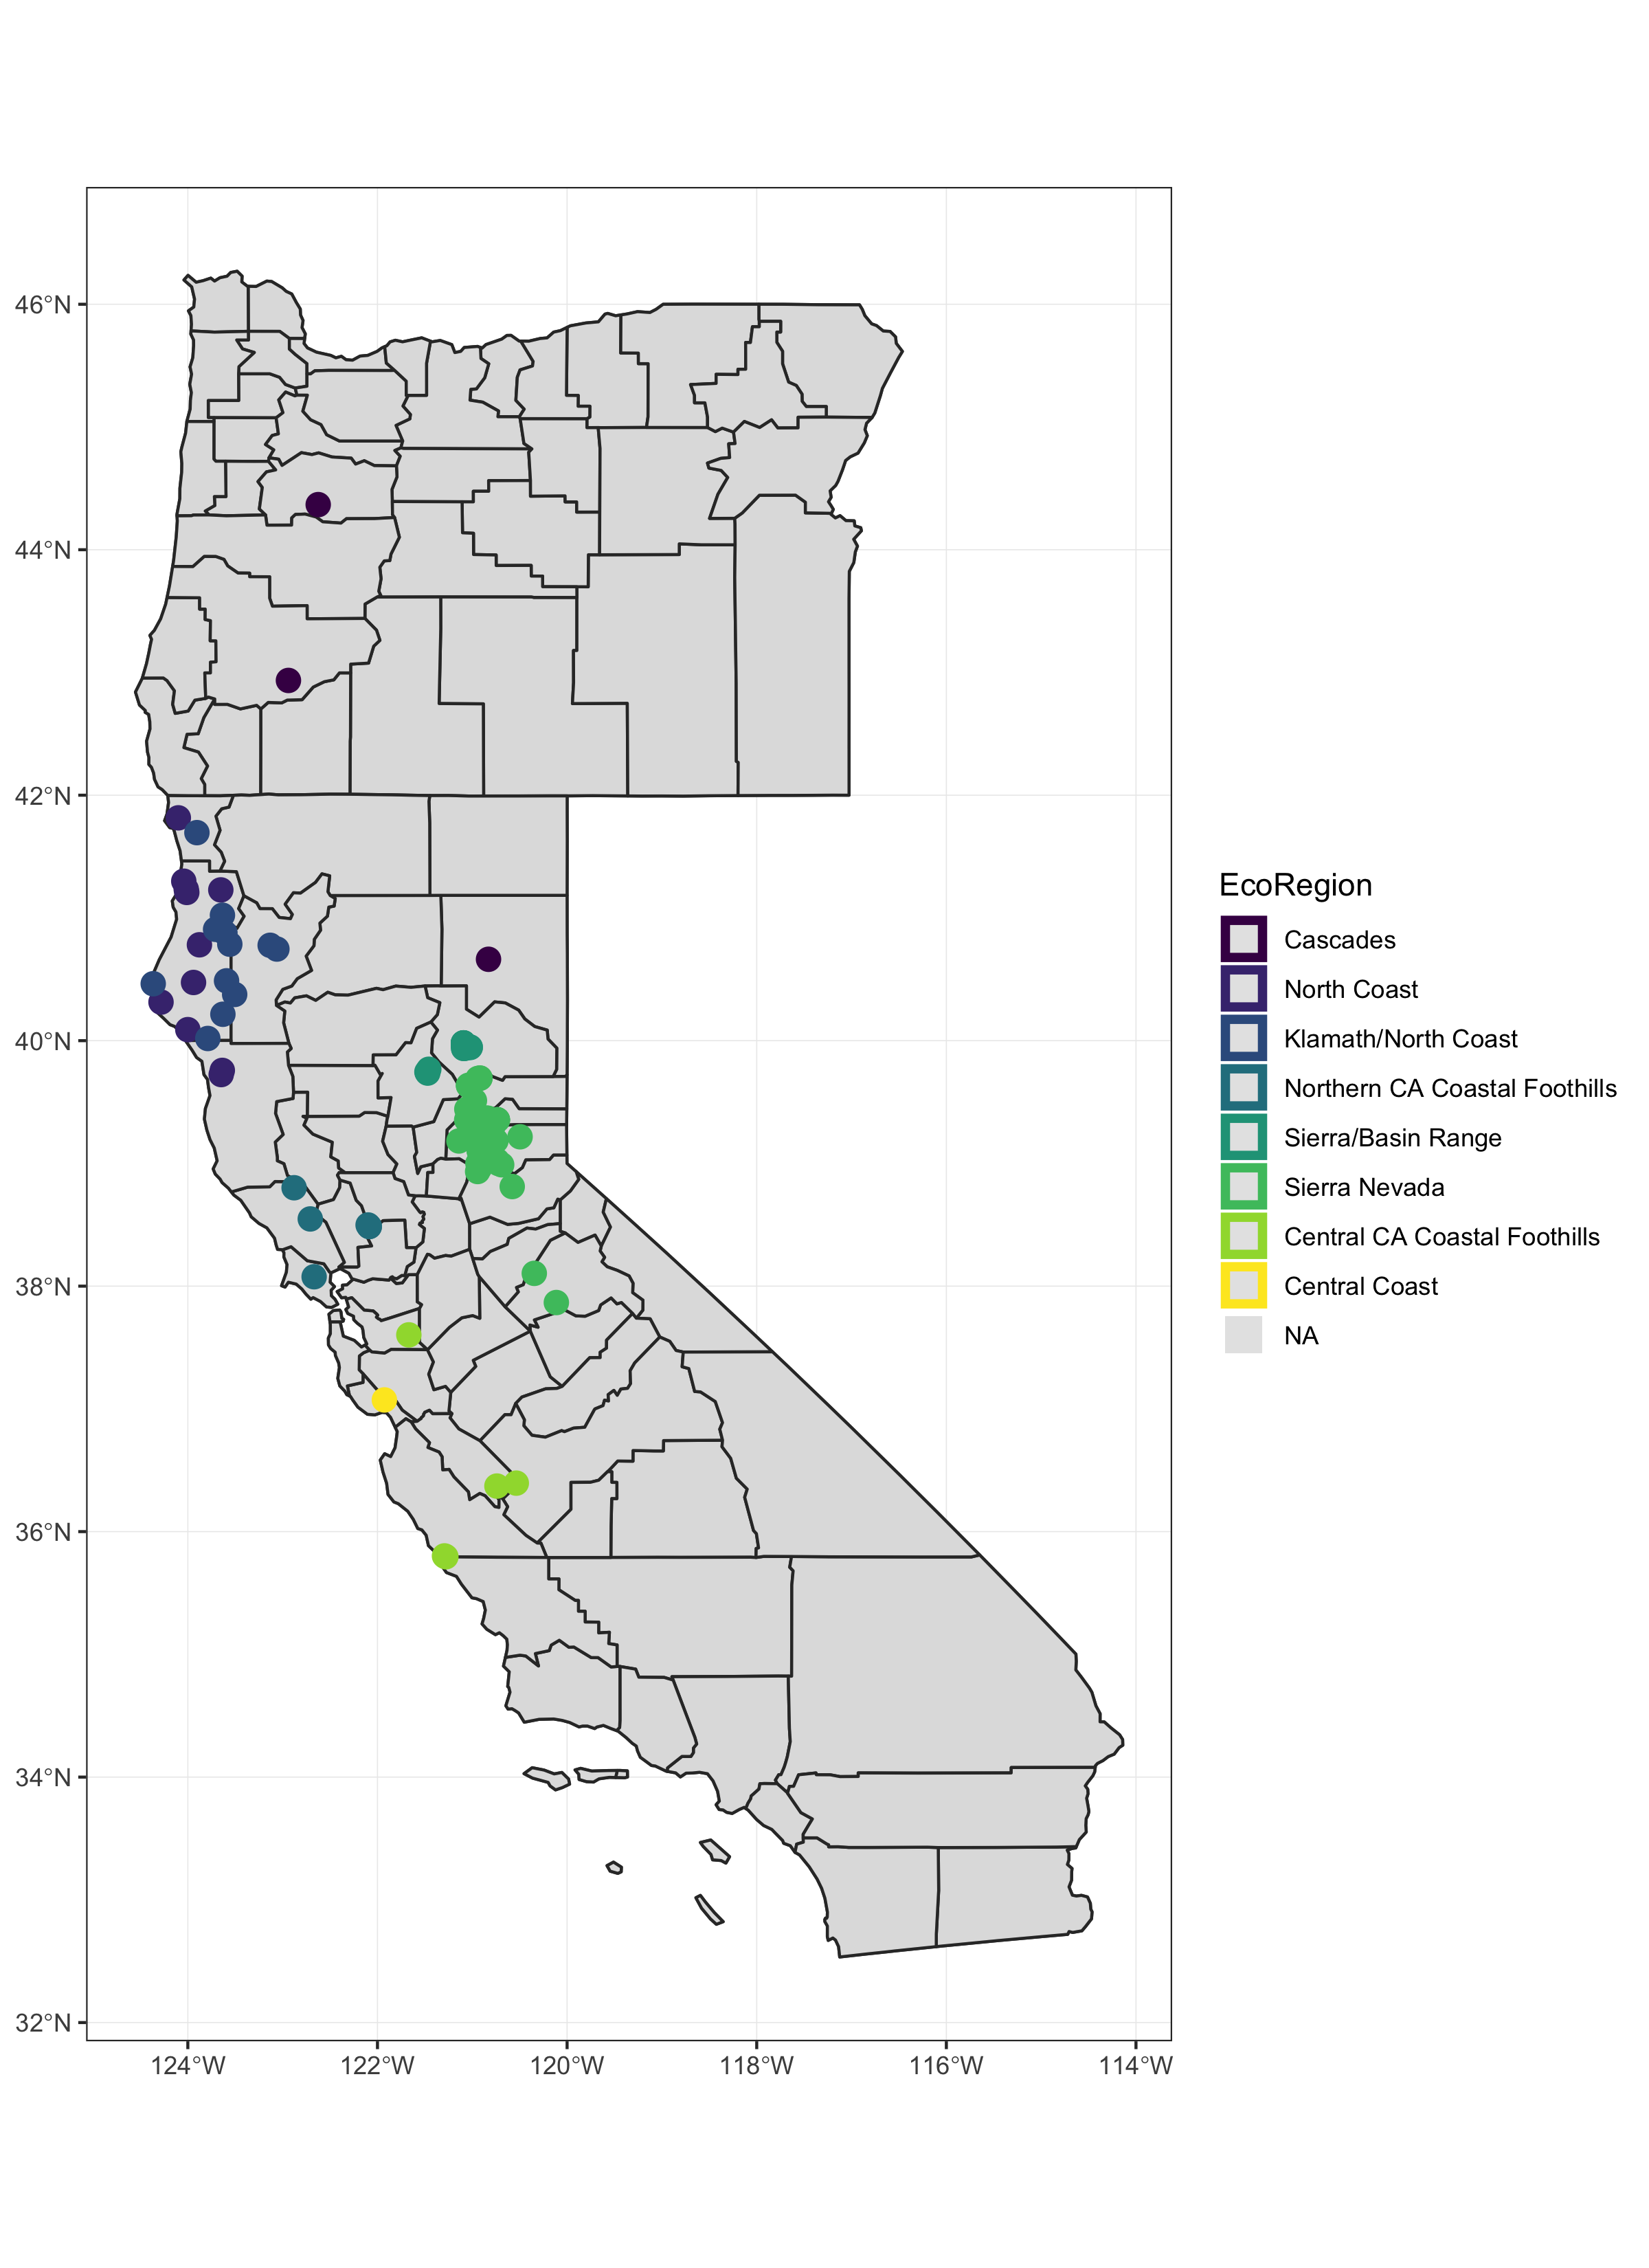 46°N
44°N
42°N
40°N
38°N
36°N
34°N
32°N
124°W 122°W 120°W 118°W 116°W 114°W
EcoRegion
Cascades
North Coast
Klamath/North Coast
Northern CA Coastal Foothills
Sierra/Basin Range
Sierra Nevada
Central CA Coastal Foothills
Central Coast
NA